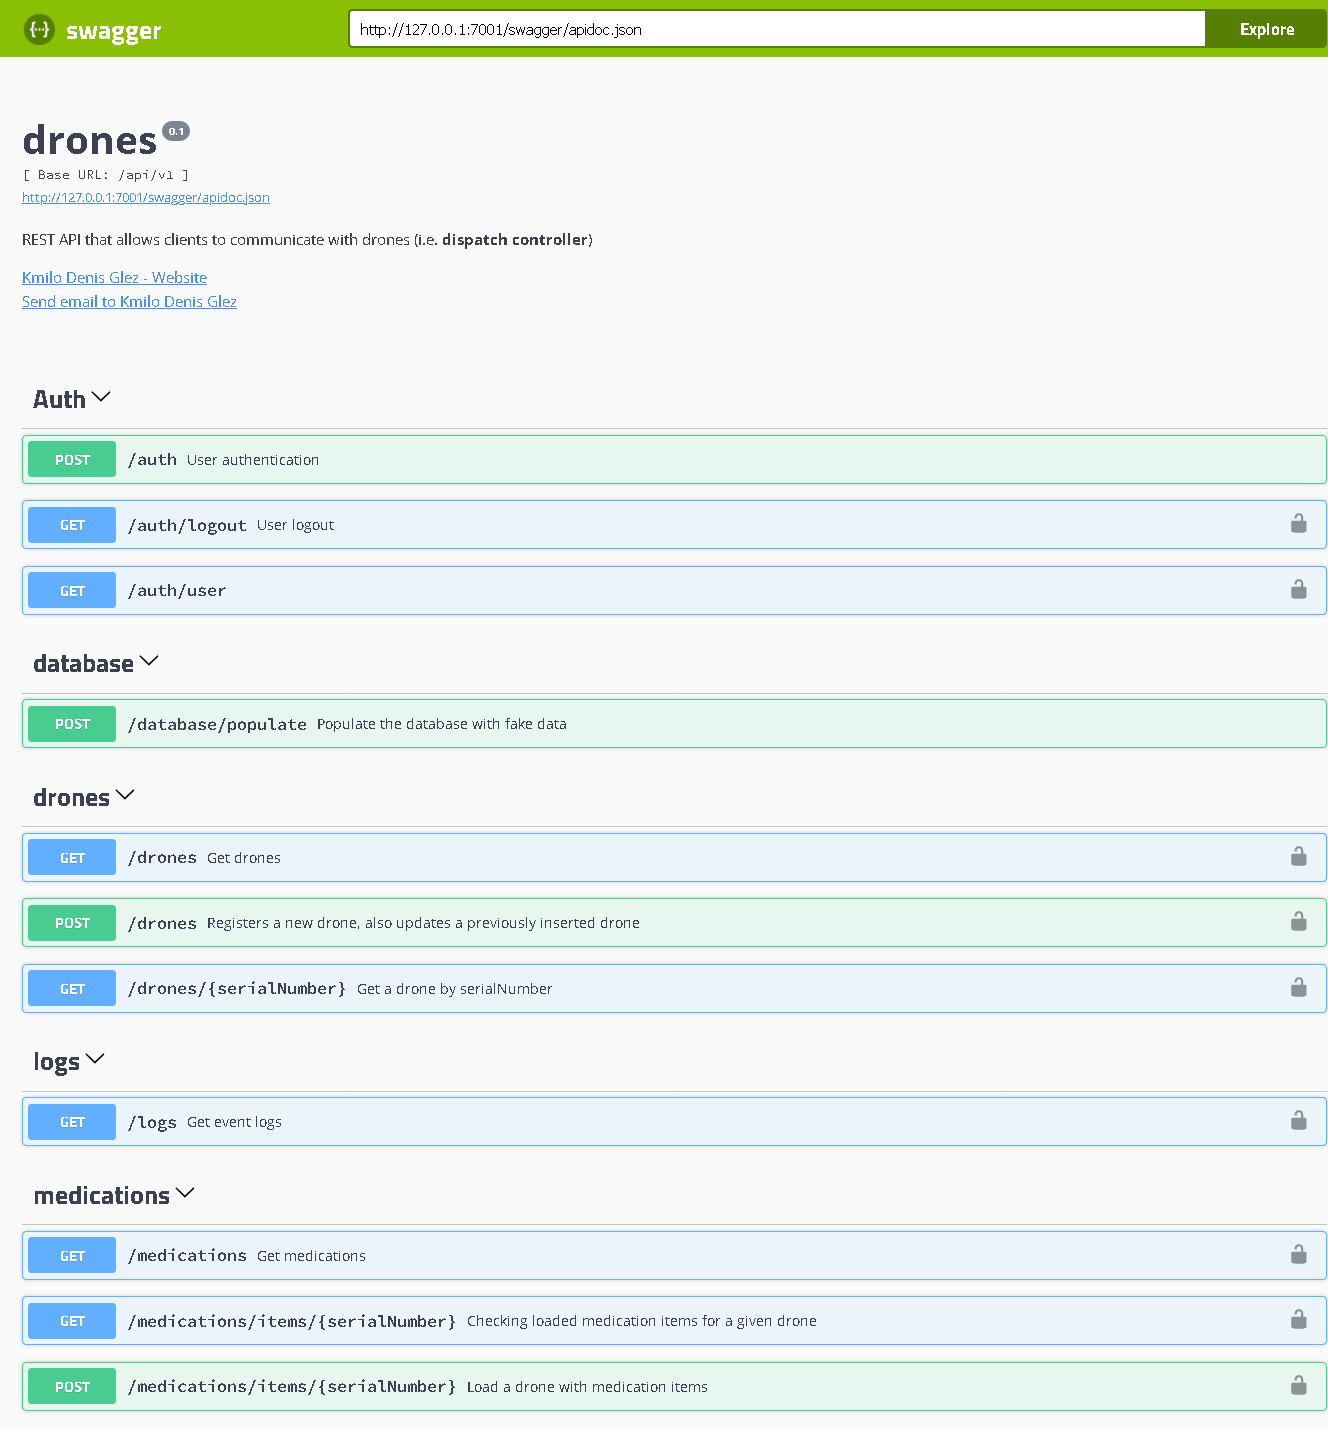 {··} swagger http://127.0.0.1:7001/swagger/apidoc.json Explore
drones 0.1
[ Base URL: /api/v1 ]
http://127.0.0.1:7001/swagger/apidoc.json
REST API that allows clients to communicate with drones (i.e. dispatch controller)
Kmilo Denis Glez - Website
Send email to Kmilo Denis Glez
Auth
POST /auth User authentication
GET /auth/logout User logout
GET /auth/user
database
POST /database/populate Populate the database with fake data
drones
GET /drones Get drones
POST /drones Registers a new drone, also updates a previously inserted drone
GET /drones/{serialNumber} Get a drone by serialNumber
logs
GET /logs Get event logs
medications
GET /medications Get medications
GET /medications/items/{serialNumber} Checking loaded medication items for a given drone
POST /medications/items/{serialNumber} Load a drone with medication items